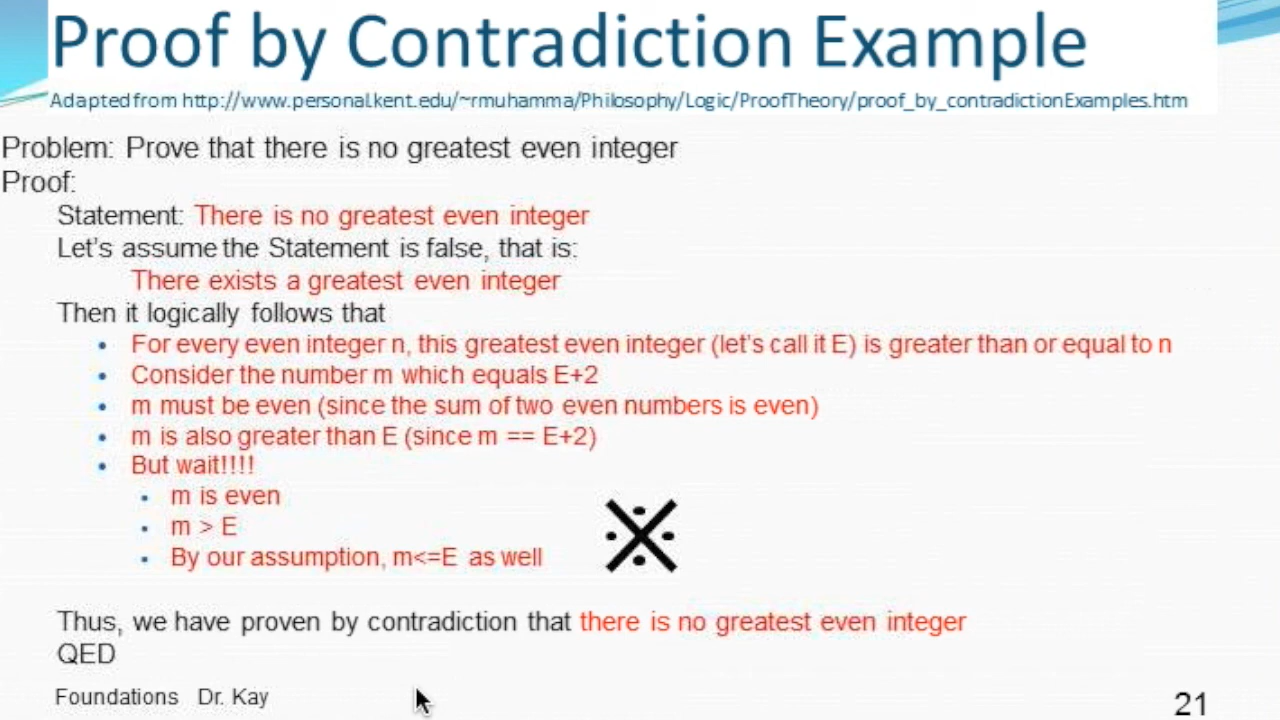 Proof by Contradiction Example
Adapted from http://www.personal.kent.edu/~rmuhamma/Philosophy/Logic/ProofTheory/proof_by_contradictionExamples.htm
Problem: Prove that there is no greatest even integer
Proof:
Statement: There is no greatest even integer
Let's assume the Statement is false, that is:
There exists a greatest even integer
Then it logically follows that
• For every even integer n, this greatest even integer (let's call it E) is greater than or equal to n
• Consider the number m which equals E+2
• m must be even (since the sum of two even numbers is even)
• m is also greater than E (since m == E+2)
• But wait!!!!
• m is even
• m > E
• By our assumption, m<=E as well
※
Thus, we have proven by contradiction that there is no greatest even integer
QED
Foundations Dr. Kay
21